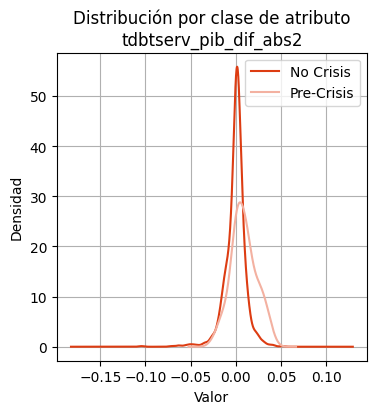 Distribución por clase de atributo
tdbtserv_pib_dif_abs2
No Crisis
Pre-Crisis
Densidad
50
40
30
20
10
0
−0.15
−0.10
−0.05
0.00
0.05
0.10
Valor